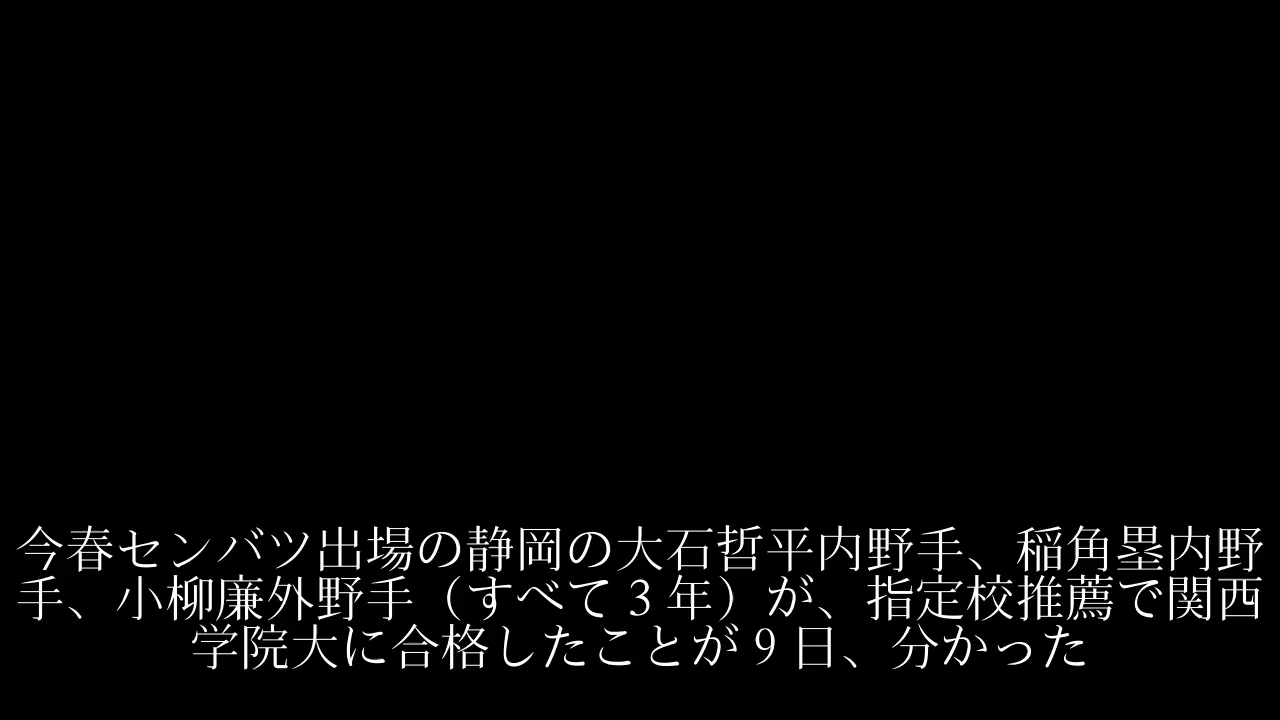 今春センバツ出場の静岡の大石哲平内野手、稲角塁内野
手、小柳廉外野手（すべて３年）が、指定校推薦で関西
学院大に合格したことが９日、分かった